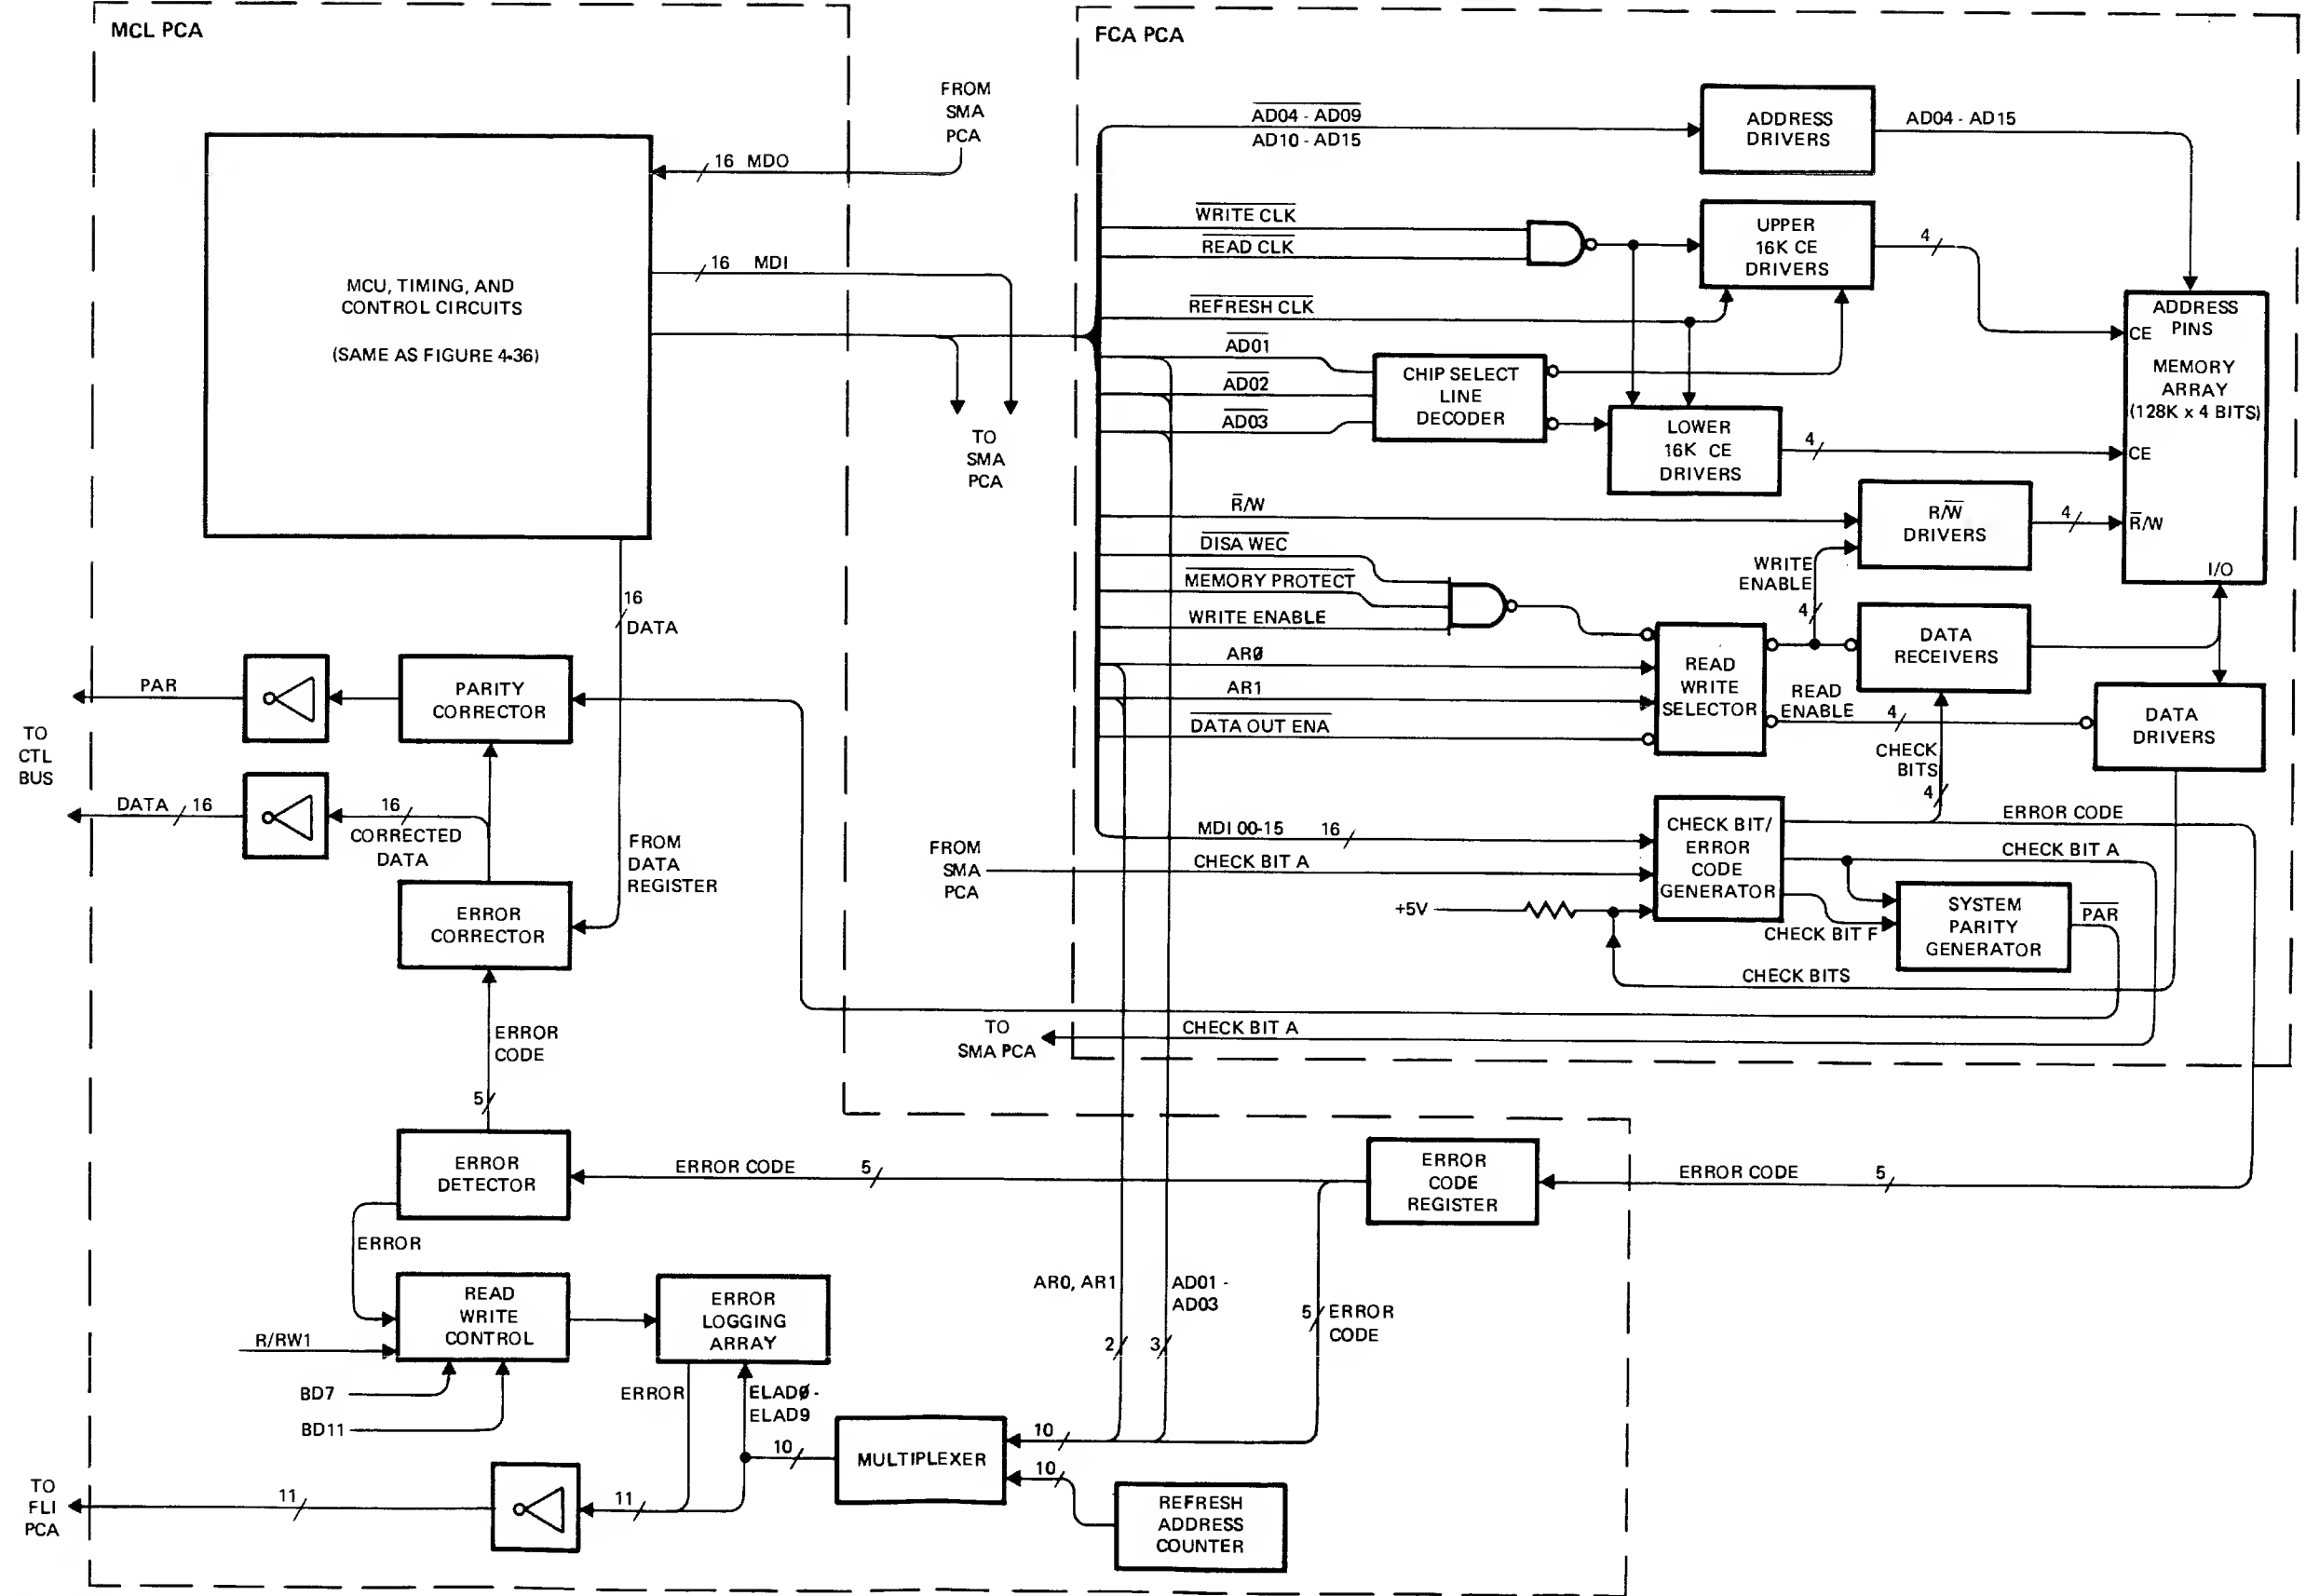 MCL PCA
FROM
SMA
PCA
16 MDO
16 MDI
MCU, TIMING, AND
CONTROL CIRCUITS
(SAME AS FIGURE 4-36)
TO
SMA
PCA
16
DATA
PAR
PARITY
CORRECTOR
TO
CTL
BUS
DATA 16
16
CORRECTED
DATA
FROM
DATA
REGISTER
ERROR
CORRECTOR
ERROR
CODE
5
ERROR
DETECTOR
ERROR CODE 5
ERROR
CODE
REGISTER
ERROR CODE 5
ERROR
READ
WRITE
CONTROL
R/RW1
BD7
BD11
ERROR
LOGGING
ARRAY
ERROR
ELADØ-
ELAD9
AR0, AR1
AD01 -
AD03
2
3
5
ERROR
CODE
10
MULTIPLEXER
10
10
REFRESH
ADDRESS
COUNTER
TO
FLI
PCA
11
11
FCA PCA
AD04 - AD09
AD10 - AD15
ADDRESS
DRIVERS
AD04 - AD15
WRITE CLK
READ CLK
UPPER
16K CE
DRIVERS
4
REFRESH CLK
AD01
AD02
AD03
CHIP SELECT
LINE
DECODER
LOWER
16K CE
DRIVERS
4
ADDRESS
PINS
CE
MEMORY
ARRAY
(128K x 4 BITS)
CE
R̅/W
I/O
R̅/W
R/W̅
DRIVERS
4
DISA WEC
MEMORY PROTECT
WRITE ENABLE
WRITE
ENABLE
4
ARØ
AR1
DATA OUT ENA
READ
WRITE
SELECTOR
DATA
RECEIVERS
READ
ENABLE
4
DATA
DRIVERS
CHECK
BITS
4
MDI 00-15 16
FROM
SMA
PCA
CHECK BIT A
+5V
CHECK BIT/
ERROR
CODE
GENERATOR
ERROR CODE
CHECK BIT A
CHECK BIT F
SYSTEM
PARITY
GENERATOR
PAR
CHECK BITS
TO
SMA PCA
CHECK BIT A